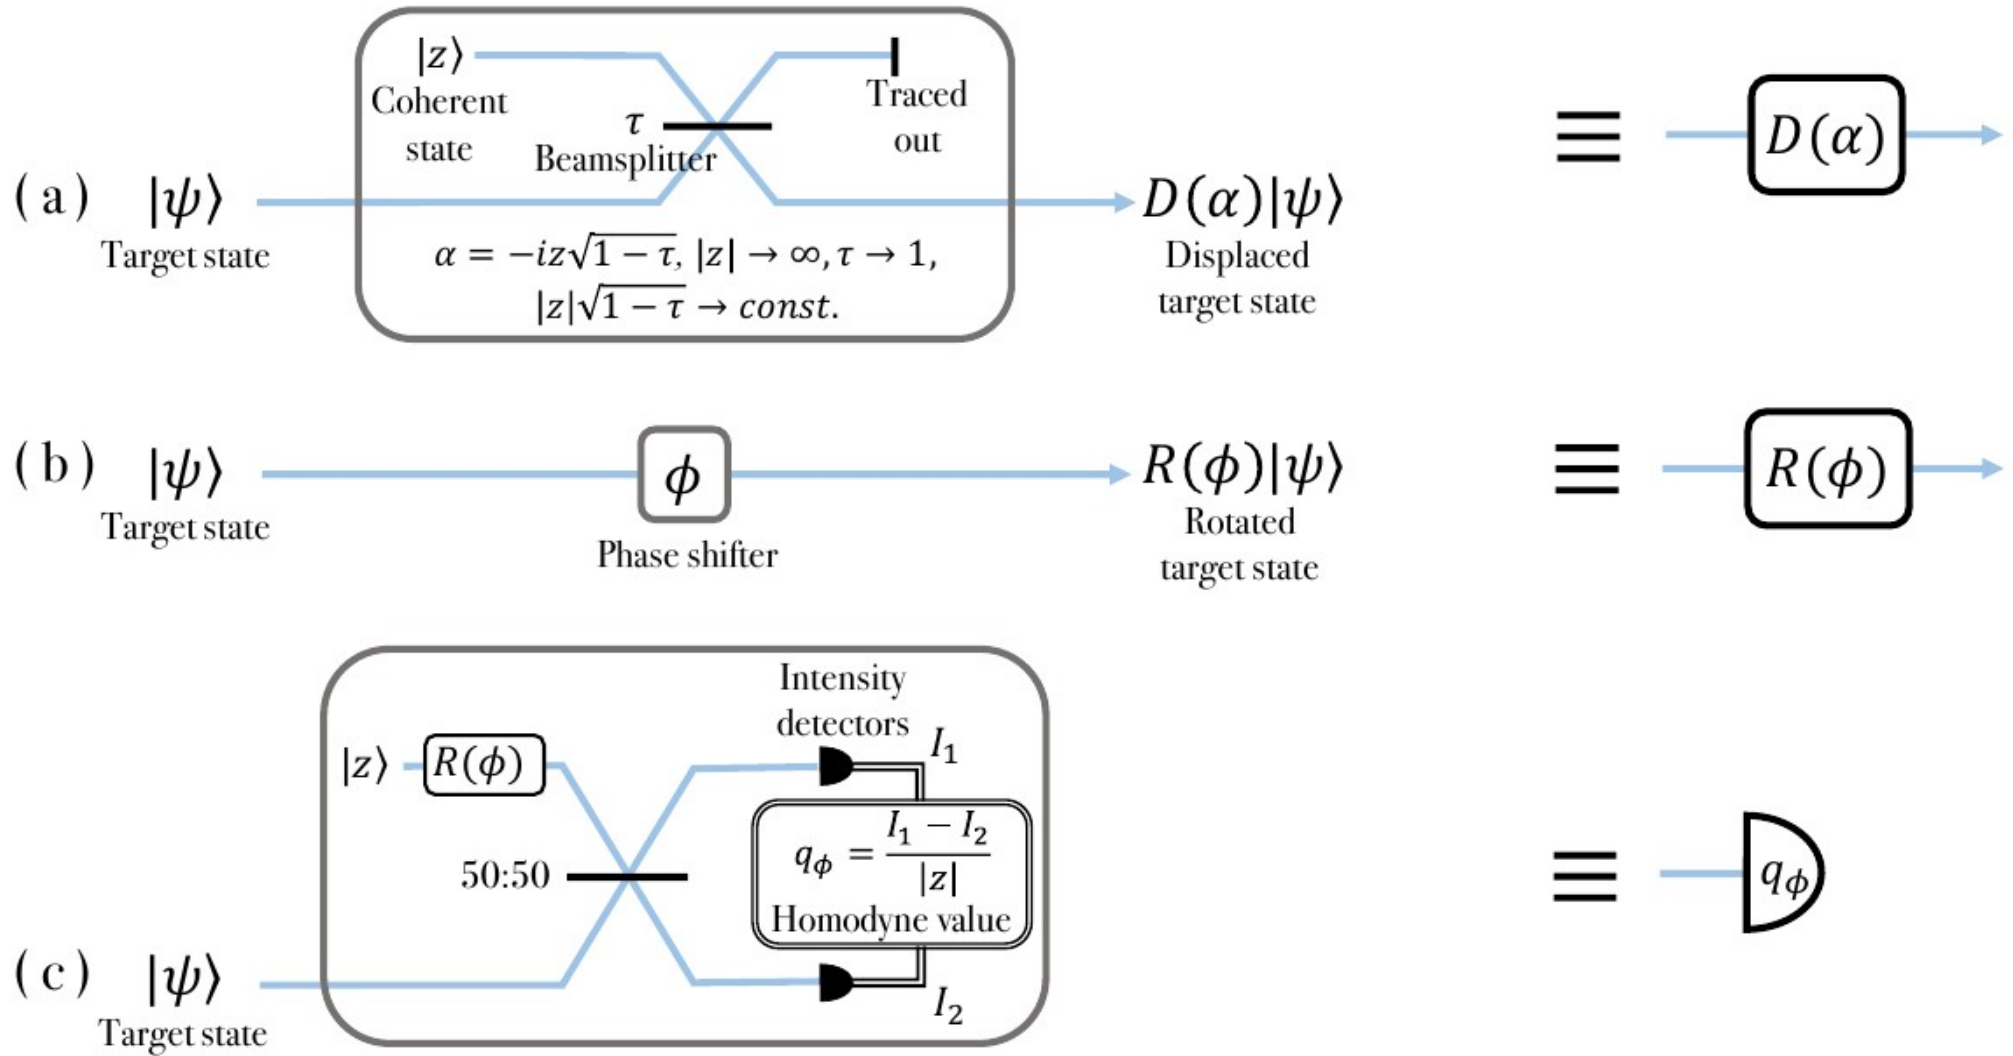 |z⟩
Coherent
state
τ
Beamsplitter
Traced
out
≡
D(α)
(a)
|ψ⟩
Target state
D(α)|ψ⟩
Displaced
target state
α = −iz√1 − τ, |z| → ∞, τ → 1,
|z|√1 − τ → const.
(b)
|ψ⟩
Target state
ϕ
Phase shifter
R(ϕ)|ψ⟩
Rotated
target state
≡
R(ϕ)
Intensity
detectors
|z⟩
R(ϕ)
I₁
50:50
qϕ = (I₁ − I₂)/|z|
Homodyne value
I₂
≡
qϕ
(c)
|ψ⟩
Target state